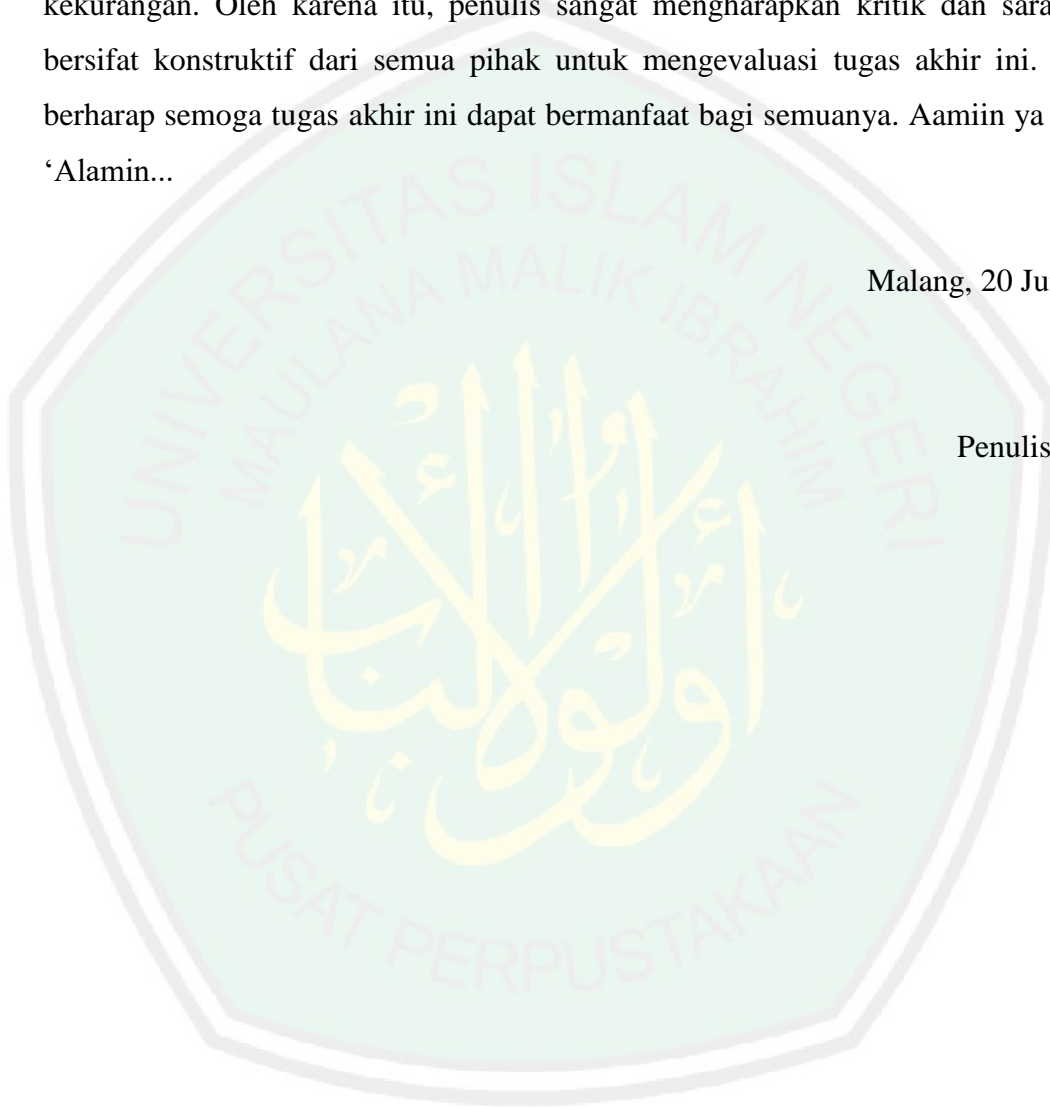 kekurangan. Oleh karena itu, penulis sangat mengharapkan kritik dan sara
bersifat konstruktif dari semua pihak untuk mengevaluasi tugas akhir ini.
berharap semoga tugas akhir ini dapat bermanfaat bagi semuanya. Aamiin ya
‘Alamin...
Malang, 20 Ju
Penulis
UNIVERSITAS ISLAM NEGERI
MAULANA MALIK IBRAHIM
أولوا الألباب
PUSAT PERPUSTAKAAN